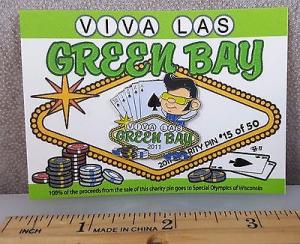 VIVA LAS
GREEN BAY
VIVA LAS
GREEN BAY
2011
PIN #15 of 50
100% of the proceeds from the sale of this charity pin goes to Special Olympics of Wisconsin
INCH 1 MADE IN CHINA 2 3